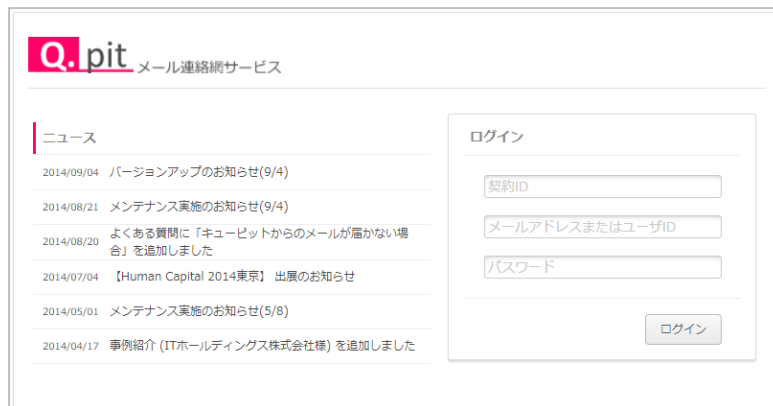 Q.pit メール連絡網サービス
ニュース
2014/09/04 バージョンアップのお知らせ(9/4)
2014/08/21 メンテナンス実施のお知らせ(9/4)
2014/08/20 よくある質問に「キューピットからのメールが届かない場
合」を追加しました
2014/07/04 【Human Capital 2014東京】 出展のお知らせ
2014/05/01 メンテナンス実施のお知らせ(5/8)
2014/04/17 事例紹介 (ITホールディングス株式会社様) を追加しました
ログイン
契約ID
メールアドレスまたはユーザID
パスワード
ログイン